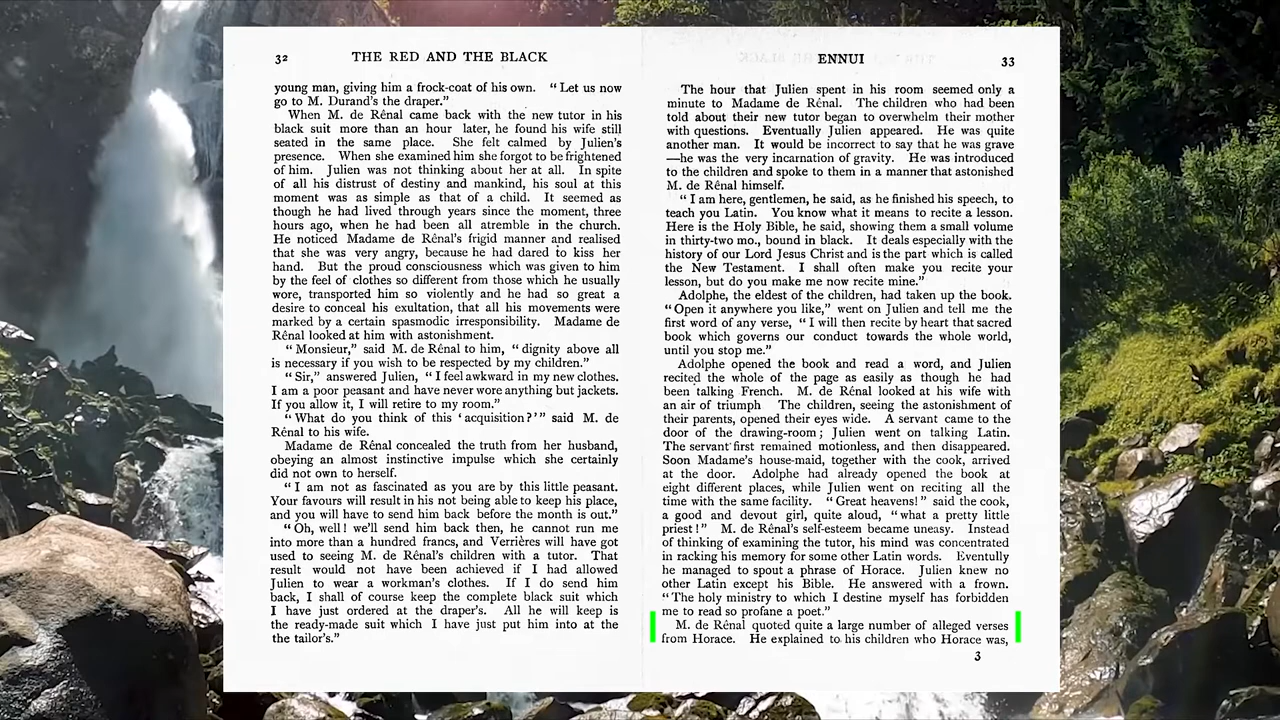 32 THE RED AND THE BLACK
young man, giving him a frock-coat of his own. “Let us now
go to M. Durand’s the draper.”
When M. de Rênal came back with the new tutor in his
black suit more than an hour later, he found his wife still
seated in the same place. She felt calmed by Julien’s
presence. When she examined him she forgot to be frightened
of him. Julien was not thinking about her at all. In spite
of all his distrust of destiny and mankind, his soul at this
moment was as simple as that of a child. It seemed as
though he had lived through years since the moment, three
hours ago, when he had been all atremble in the church.
He noticed Madame de Rênal’s frigid manner and realised
that she was very angry, because he had dared to kiss her
hand. But the proud consciousness which was given to him
by the feel of clothes so different from those which he usually
wore, transported him so violently and he had so great a
desire to conceal his exultation, that all his movements were
marked by a certain spasmodic irresponsibility. Madame de
Rênal looked at him with astonishment.
“Monsieur,” said M. de Rênal to him, “dignity above all
is necessary if you wish to be respected by my children.”
“Sir,” answered Julien, “I feel awkward in my new clothes.
I am a poor peasant and have never wore anything but jackets.
If you allow it, I will retire to my room.”
“What do you think of this ‘acquisition?’” said M. de
Rênal to his wife.
Madame de Rênal concealed the truth from her husband,
obeying an almost instinctive impulse which she certainly
did not own to herself.
“I am not as fascinated as you are by this little peasant.
Your favours will result in his not being able to keep his place,
and you will have to send him back before the month is out.”
“Oh, well! we’ll send him back then, he cannot run me
into more than a hundred francs, and Verrières will have got
used to seeing M. de Rênal’s children with a tutor. That
result would not have been achieved if I had allowed
Julien to wear a workman’s clothes. If I do send him
back, I shall of course keep the complete black suit which
I have just ordered at the draper’s. All he will keep is
the ready-made suit which I have just put him into at the
the tailor’s.”
ENNUI 33
The hour that Julien spent in his room seemed only a
minute to Madame de Rênal. The children who had been
told about their new tutor began to overwhelm their mother
with questions. Eventually Julien appeared. He was quite
another man. It would be incorrect to say that he was grave
—he was the very incarnation of gravity. He was introduced
to the children and spoke to them in a manner that astonished
M. de Rênal himself.
“I am here, gentlemen, he said, as he finished his speech, to
teach you Latin. You know what it means to recite a lesson.
Here is the Holy Bible, he said, showing them a small volume
in thirty-two mo., bound in black. It deals especially with the
history of our Lord Jesus Christ and is the part which is called
the New Testament. I shall often make you recite your
lesson, but do you make me now recite mine.”
Adolphe, the eldest of the children, had taken up the book.
“Open it anywhere you like,” went on Julien and tell me the
first word of any verse, “I will then recite by heart that sacred
book which governs our conduct towards the whole world,
until you stop me.”
Adolphe opened the book and read a word, and Julien
recited the whole of the page as easily as though he had
been talking French. M. de Rênal looked at his wife with
an air of triumph The children, seeing the astonishment of
their parents, opened their eyes wide. A servant came to the
door of the drawing-room; Julien went on talking Latin.
The servant first remained motionless, and then disappeared.
Soon Madame’s house-maid, together with the cook, arrived
at the door. Adolphe had already opened the book at
eight different places, while Julien went on reciting all the
time with the same facility. “Great heavens!” said the cook,
a good and devout girl, quite aloud, “what a pretty little
priest!” M. de Rênal’s self-esteem became uneasy. Instead
of thinking of examining the tutor, his mind was concentrated
in racking his memory for some other Latin words. Eventully
he managed to spout a phrase of Horace. Julien knew no
other Latin except his Bible. He answered with a frown.
“The holy ministry to which I destine myself has forbidden
me to read so profane a poet.”
M. de Rênal quoted quite a large number of alleged verses
from Horace. He explained to his children who Horace was,
3